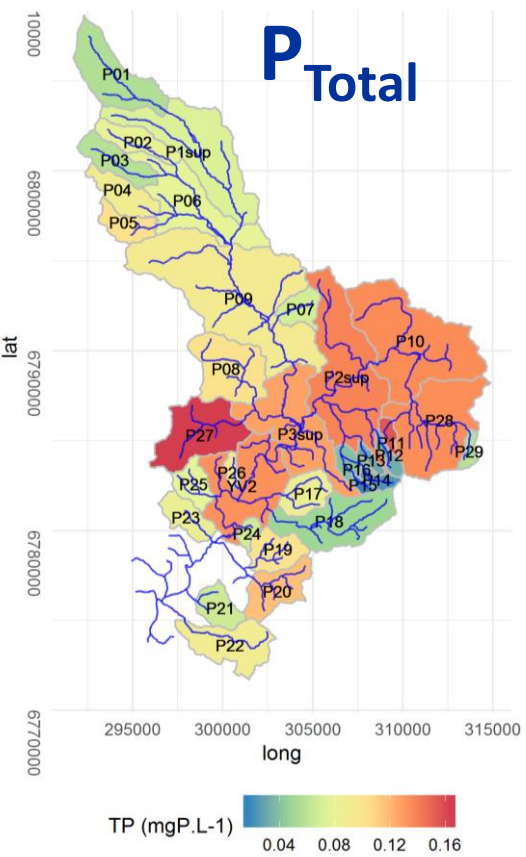 P Total
10000
6800000
6790000
6780000
6770000
lat
P01
P02
P1sup
P03
P04
P06
P05
P09
P07
P10
P08
P2sup
P28
P27
P3sup
P11
P12
P29
P13
P16
P14
P15
P26
P25
YV2
P17
P23
P18
P24
P19
P20
P21
P22
295000 300000 305000 310000 315000
long
TP (mgP.L-1)
0.04 0.08 0.12 0.16